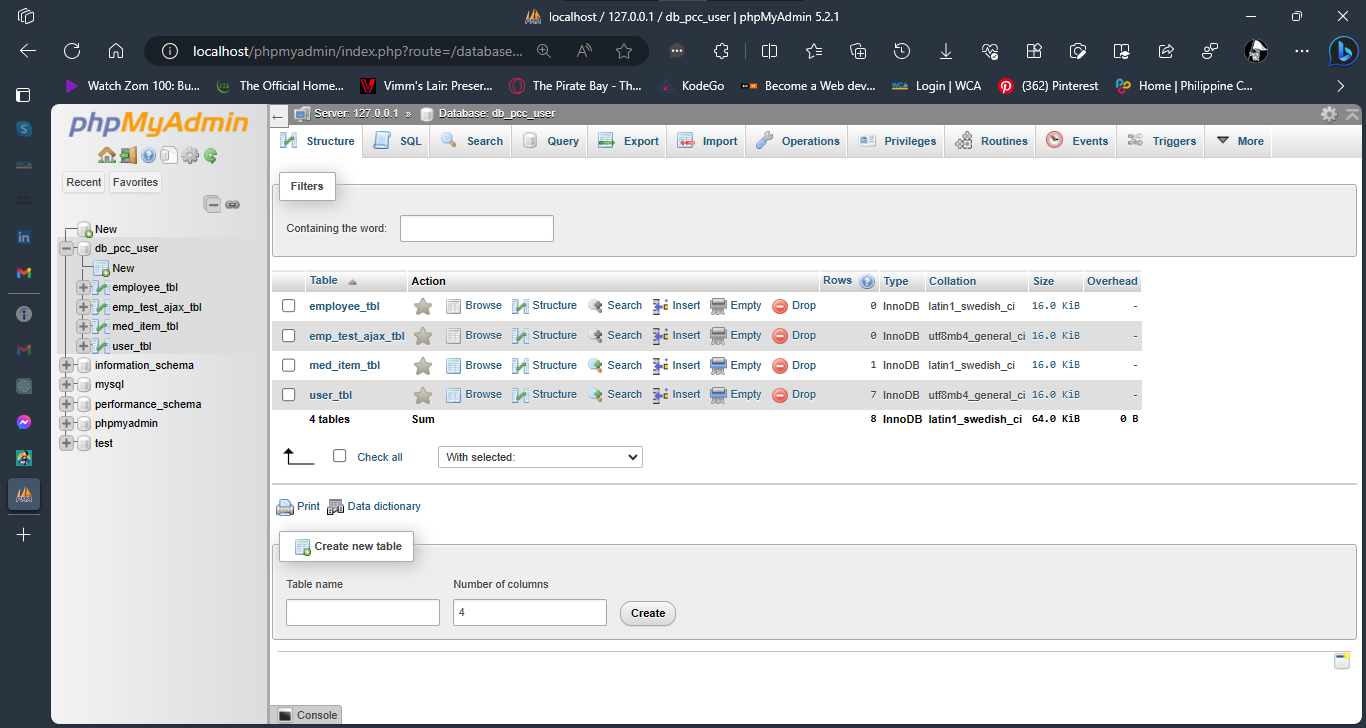 localhost / 127.0.0.1 / db_pcc_user | phpMyAdmin 5.2.1
localhost/phpmyadmin/index.php?route=/database...
Watch Zom 100: Bu... The Official Home... Vimm's Lair: Preser... The Pirate Bay - Th... KodeGo Become a Web dev... Login | WCA (362) Pinterest Home | Philippine C...
phpMyAdmin
Recent Favorites
New
db_pcc_user
New
employee_tbl
emp_test_ajax_tbl
med_item_tbl
user_tbl
information_schema
mysql
performance_schema
phpmyadmin
test
Server: 127.0.0.1 » Database: db_pcc_user
Structure SQL Search Query Export Import Operations Privileges Routines Events Triggers More
Filters
Containing the word:
Table Action Rows Type Collation Size Overhead
employee_tbl Browse Structure Search Insert Empty Drop 0 InnoDB latin1_swedish_ci 16.0 KiB -
emp_test_ajax_tbl Browse Structure Search Insert Empty Drop 0 InnoDB utf8mb4_general_ci 16.0 KiB -
med_item_tbl Browse Structure Search Insert Empty Drop 1 InnoDB latin1_swedish_ci 16.0 KiB -
user_tbl Browse Structure Search Insert Empty Drop 7 InnoDB utf8mb4_general_ci 16.0 KiB -
4 tables Sum 8 InnoDB latin1_swedish_ci 64.0 KiB 0 B
Check all With selected:
Print Data dictionary
Create new table
Table name Number of columns
4 Create
Console